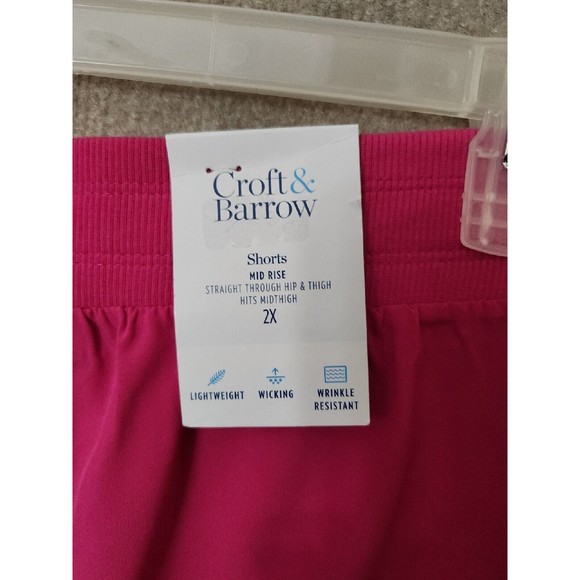 Croft&
Barrow
Shorts
MID RISE
STRAIGHT THROUGH HIP & THIGH
HITS MIDTHIGH
2X
LIGHTWEIGHT
WICKING
WRINKLE
RESISTANT